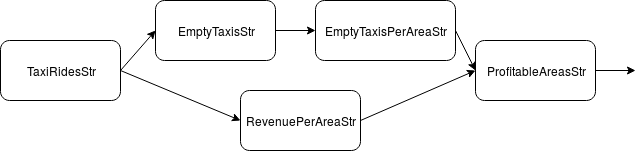 EmptyTaxisStr
EmptyTaxisPerAreaStr
TaxiRidesStr
ProfitableAreasStr
RevenuePerAreaStr